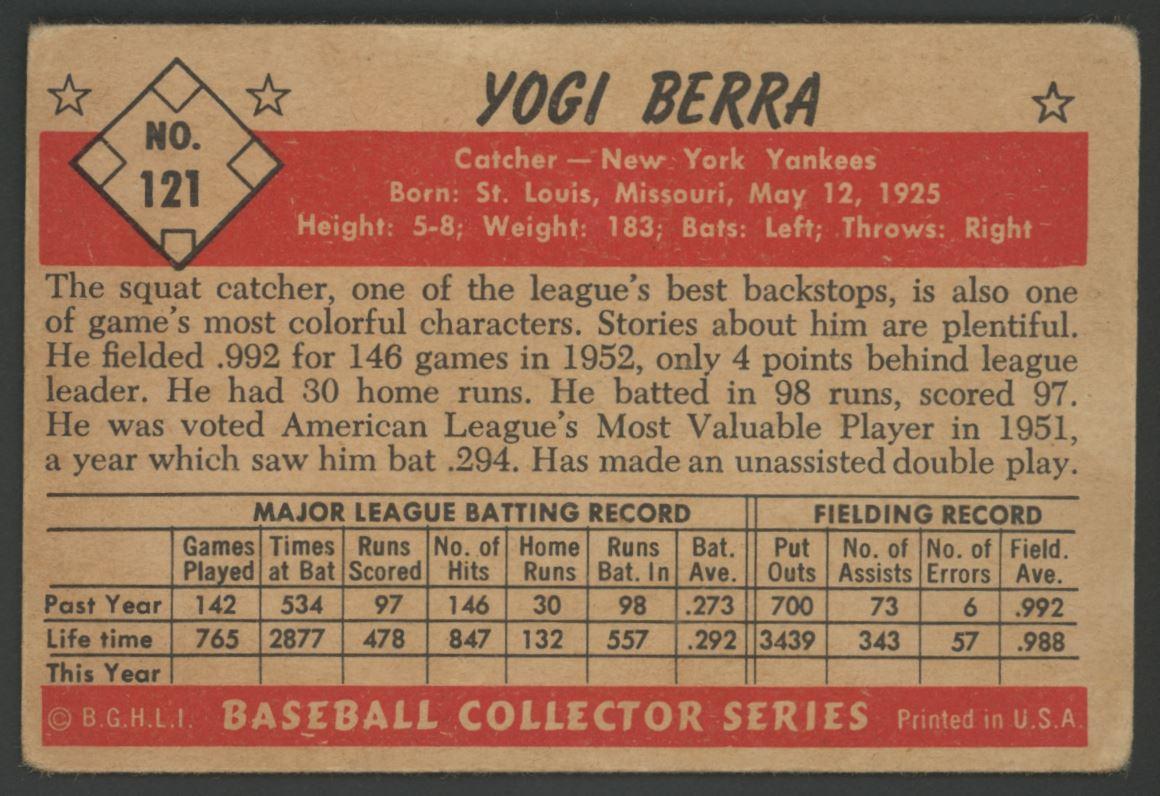 YOGI BERRA
NO.
121
Catcher — New York Yankees
Born: St. Louis, Missouri, May 12, 1925
Height: 5-8; Weight: 183; Bats: Left; Throws: Right
The squat catcher, one of the league's best backstops, is also one
of game's most colorful characters. Stories about him are plentiful.
He fielded .992 for 146 games in 1952, only 4 points behind league
leader. He had 30 home runs. He batted in 98 runs, scored 97.
He was voted American League's Most Valuable Player in 1951,
a year which saw him bat .294. Has made an unassisted double play.
MAJOR LEAGUE BATTING RECORD FIELDING RECORD
Games Times Runs No. of Home Runs Bat. Put No. of No. of Field.
Played at Bat Scored Hits Runs Bat. In Ave. Outs Assists Errors Ave.
Past Year 142 534 97 146 30 98 .273 700 73 6 .992
Life time 765 2877 478 847 132 557 .292 3439 343 57 .988
This Year
© B.G.H.L.I. BASEBALL COLLECTOR SERIES Printed in U.S.A.